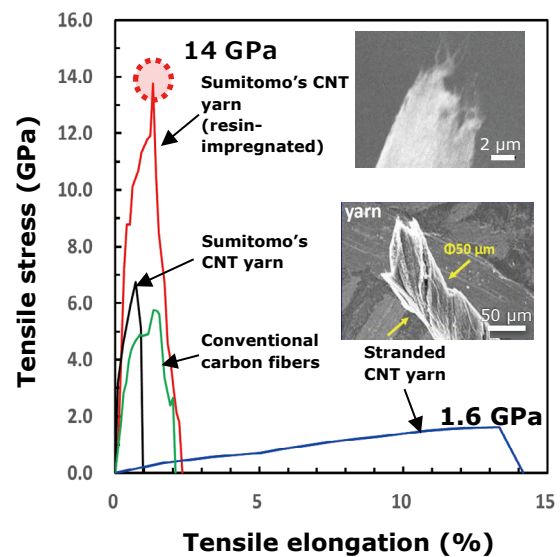 16.0
14.0
12.0
10.0
8.0
6.0
4.0
2.0
0.0
Tensile stress (GPa)
14 GPa
Sumitomo’s CNT
yarn
(resin-
impregnated)
2 μm
Sumitomo’s
CNT yarn
yarn
Φ50 μm
50 μm
Conventional
carbon fibers
Stranded
CNT yarn
1.6 GPa
0
5
10
15
Tensile elongation (%)